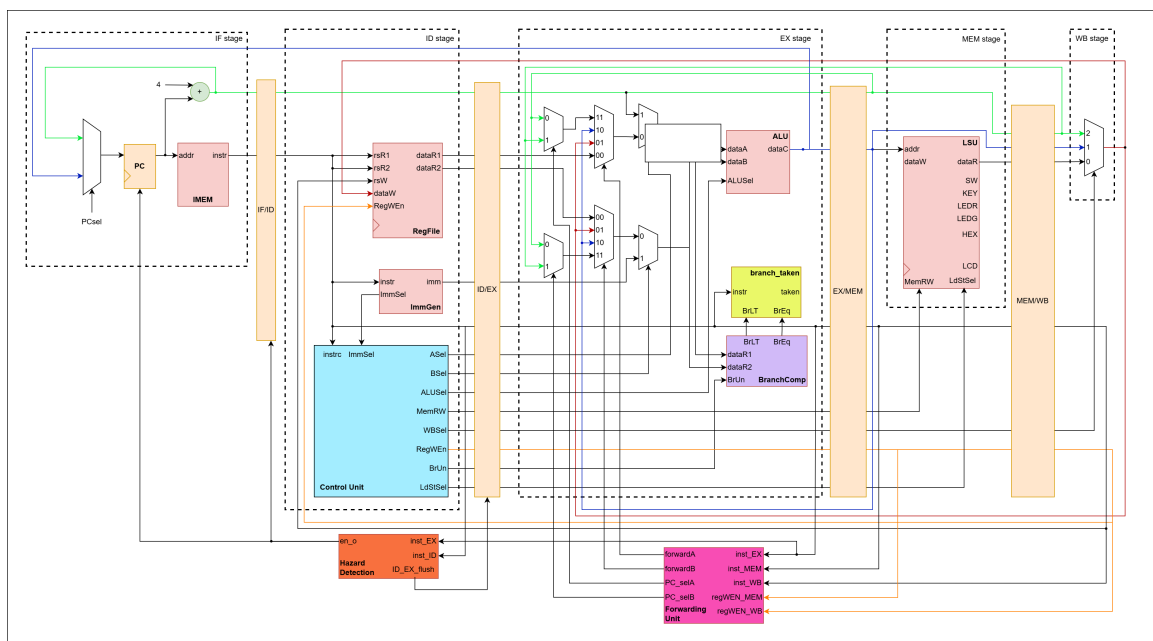 IF stage
ID stage
EX stage
MEM stage
WB stage
4
+
PC
addr
instr
IMEM
PCsel
IF/ID
rsR1
rsR2
rsW
dataW
RegWEn
dataR1
dataR2
RegFile
instr
ImmSel
imm
ImmGen
instrc
ImmSel
ASel
BSel
ALUSel
MemRW
WBSel
RegWEn
BrUn
LdStSel
Control Unit
ID/EX
0
1
11
10
01
00
1
0
00
01
10
11
0
1
0
1
ALU
dataA
dataB
dataC
ALUSel
branch_taken
instr
taken
BrLT
BrEq
BrLT
BrEq
dataR1
dataR2
BrUn
BranchComp
EX/MEM
LSU
addr
dataW
dataR
SW
KEY
LEDR
LEDG
HEX
LCD
MemRW
LdStSel
MEM/WB
2
1
0
en_o
inst_EX
inst_ID
ID_EX_flush
Hazard
Detection
forwardA
forwardB
PC_selA
PC_selB
inst_EX
inst_MEM
inst_WB
regWEN_MEM
regWEN_WB
Forwarding
Unit